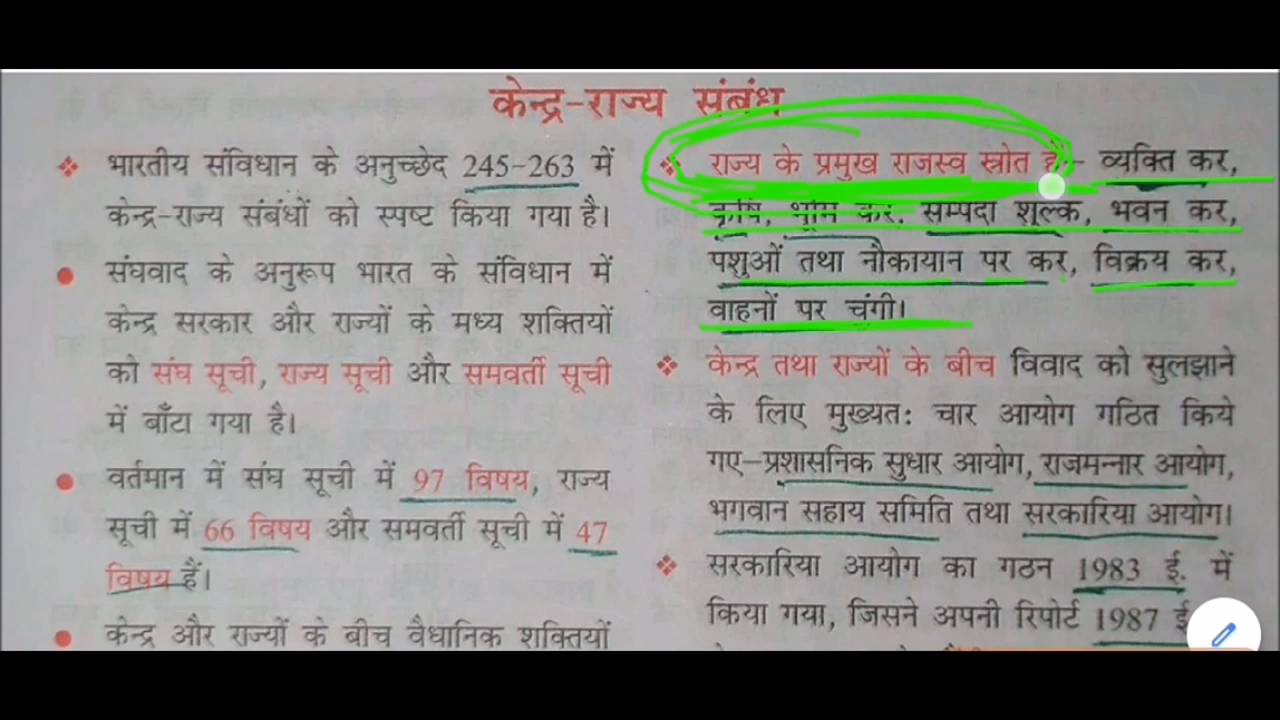 केन्द्र-राज्य संबंध
भारतीय संविधान के अनुच्छेद 245-263 में
केन्द्र-राज्य संबंधों को स्पष्ट किया गया है।
संघवाद के अनुरूप भारत के संविधान में
केन्द्र सरकार और राज्यों के मध्य शक्तियों
को संघ सूची, राज्य सूची और समवर्ती सूची
में बाँटा गया है।
वर्तमान में संघ सूची में 97 विषय, राज्य
सूची में 66 विषय और समवर्ती सूची में 47
विषय हैं।
केन्द्र और राज्यों के बीच वैधानिक शक्तियों
राज्य के प्रमुख राजस्व स्रोत हैं- व्यक्ति कर,
कृषि, भूमि कर, सम्पदा शुल्क, भवन कर,
पशुओं तथा नौकायान पर कर, विक्रय कर,
वाहनों पर चुंगी।
केन्द्र तथा राज्यों के बीच विवाद को सुलझाने
के लिए मुख्यतः चार आयोग गठित किये
गए-प्रशासनिक सुधार आयोग, राजमन्नार आयोग,
भगवान सहाय समिति तथा सरकारिया आयोग।
सरकारिया आयोग का गठन 1983 ई. में
किया गया, जिसने अपनी रिपोर्ट 1987 ई